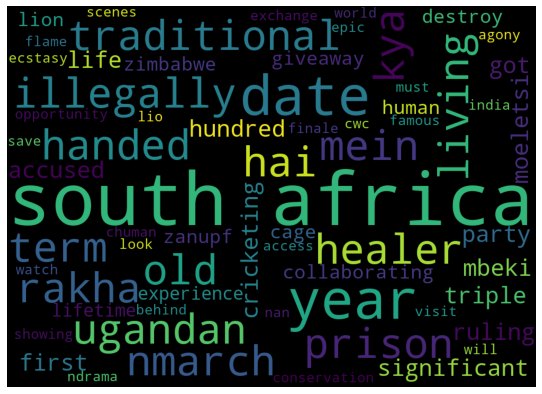 scenes exchange world destroy
lion flame traditional epic kya agony
ecstasy life zimbabwe giveaway living got
illegally date human must india
opportunity lio hundred finale cwc famous moeletsi
save handed hai mein
accused
south africa
term chuman look zanupf cricketing cage healer party
access collaborating mbeki
watch rakha old experience year triple
lifetime behind nan visit
showing ugandan prison ruling
first nmarch will significant
ndrama conservation